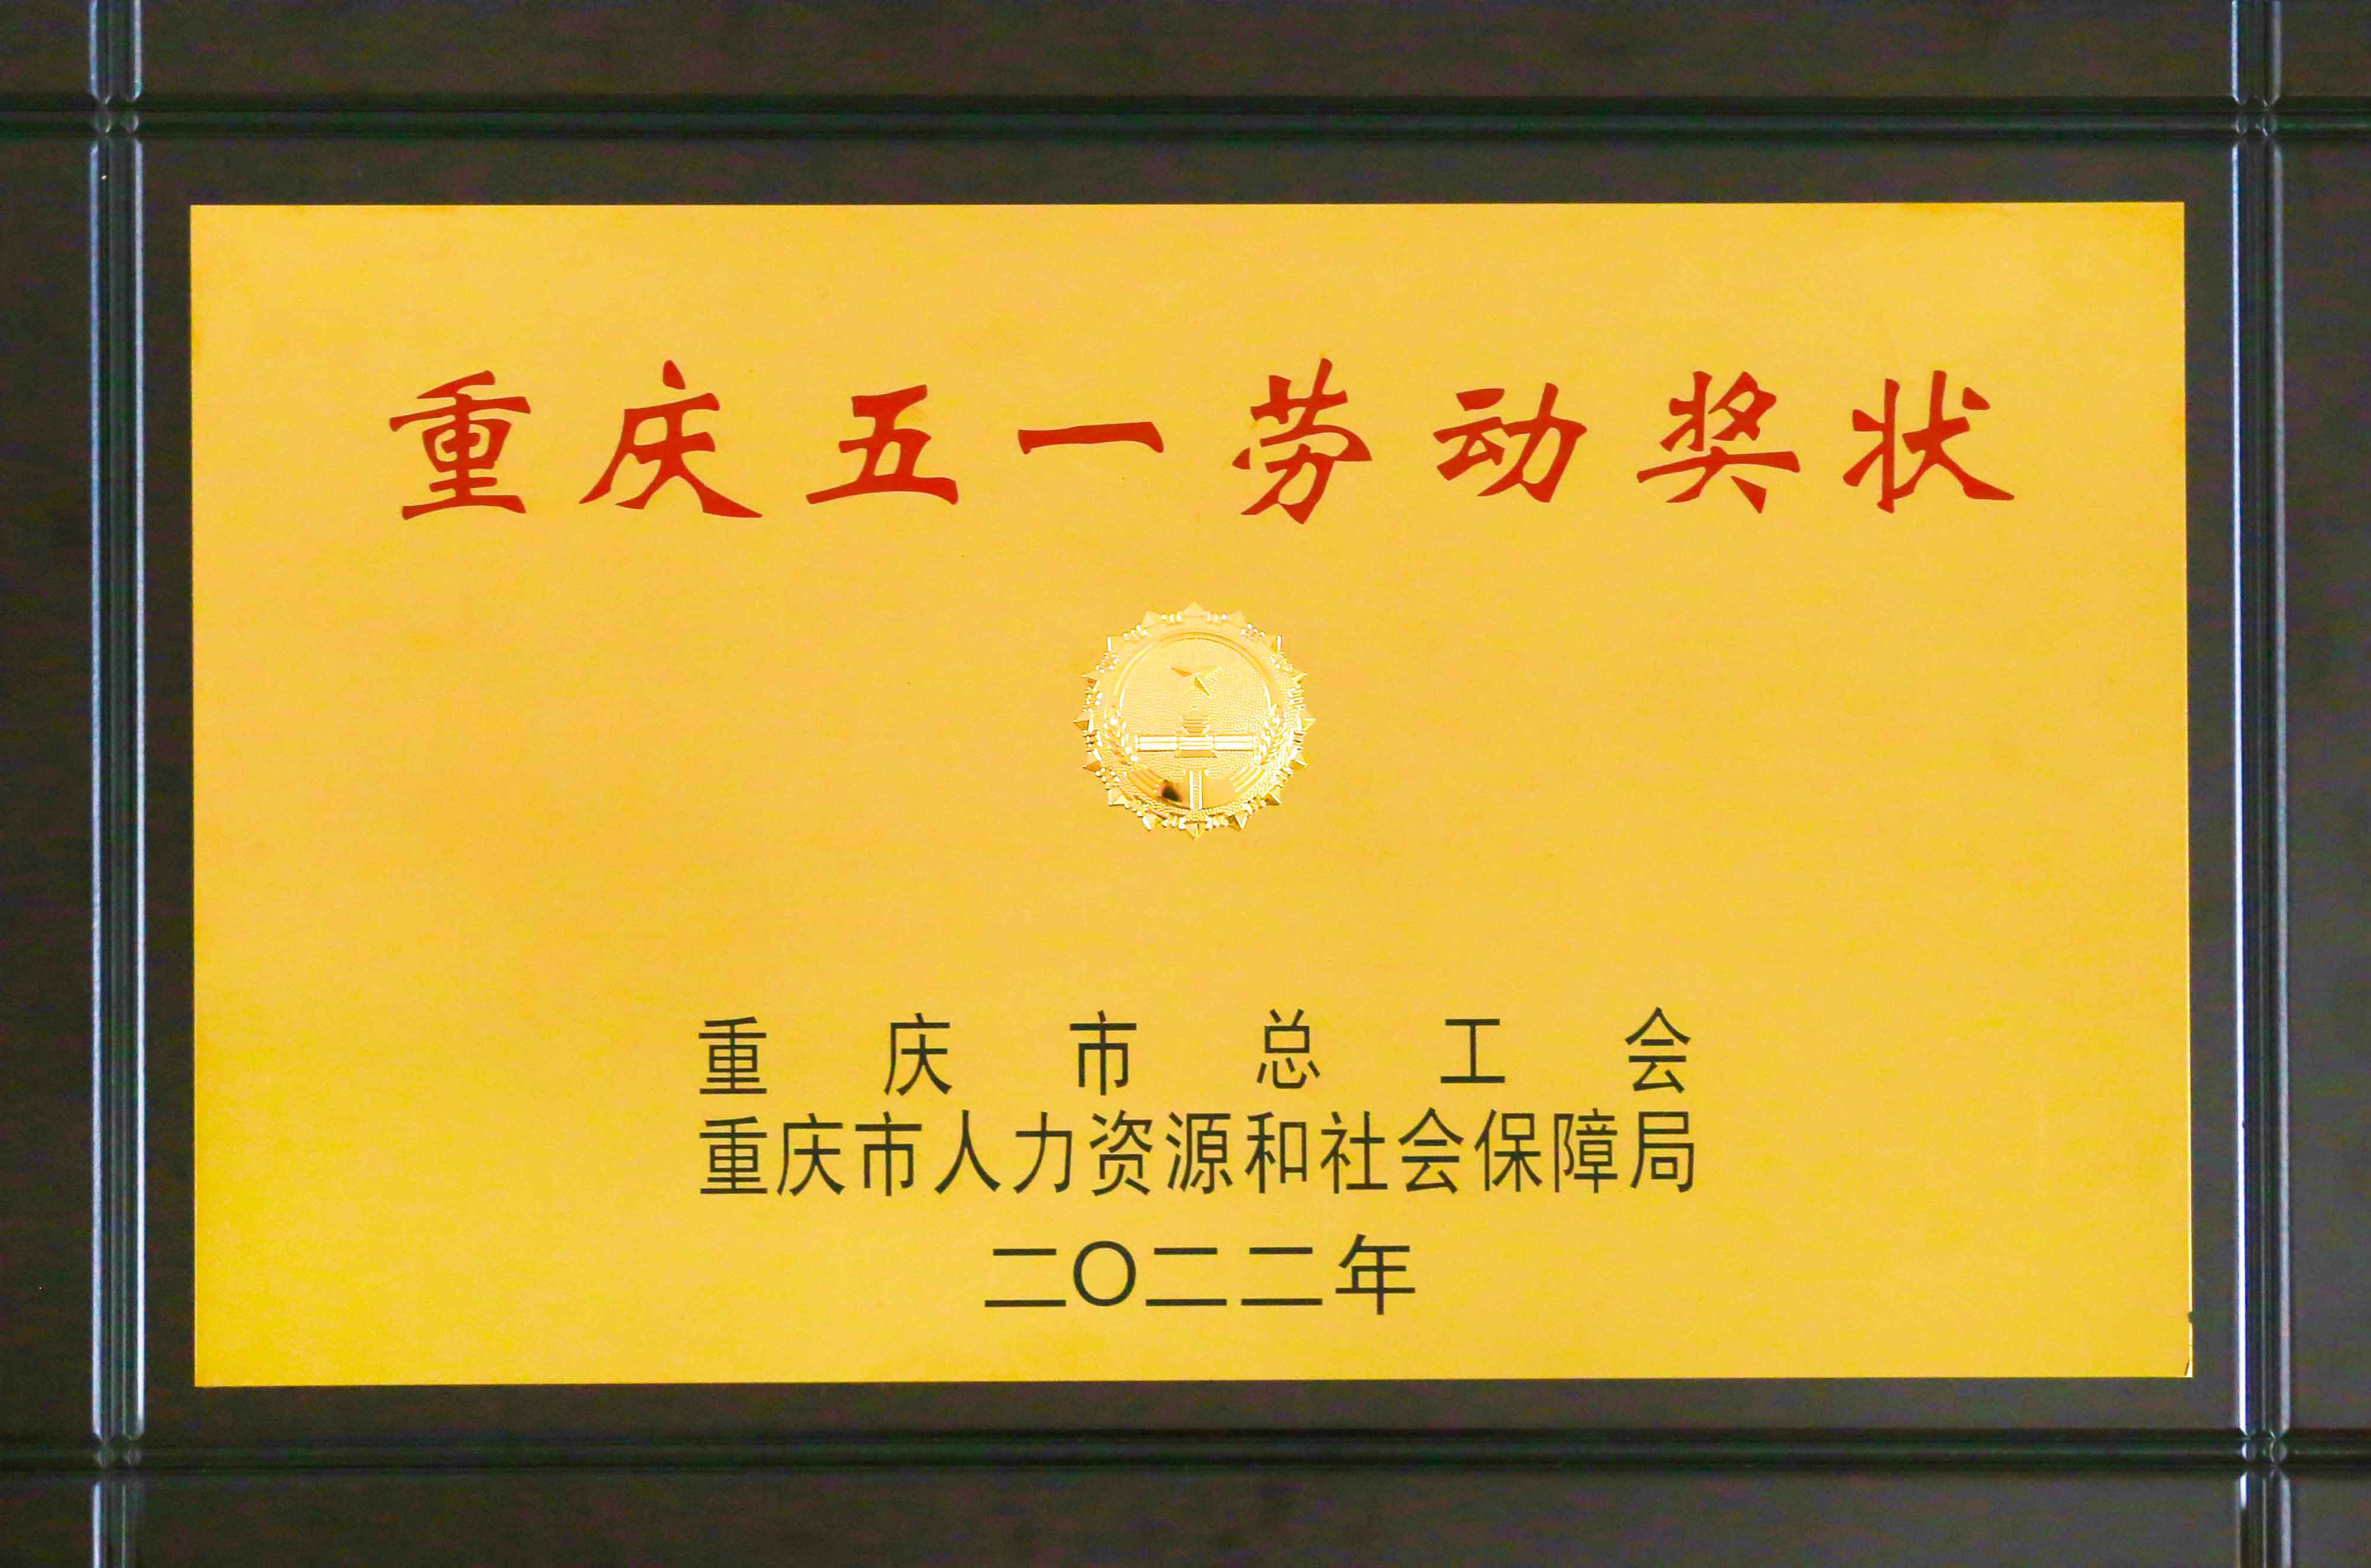 重庆五一劳动奖状
重庆市总工会
重庆市人力资源和社会保障局
二〇二二年